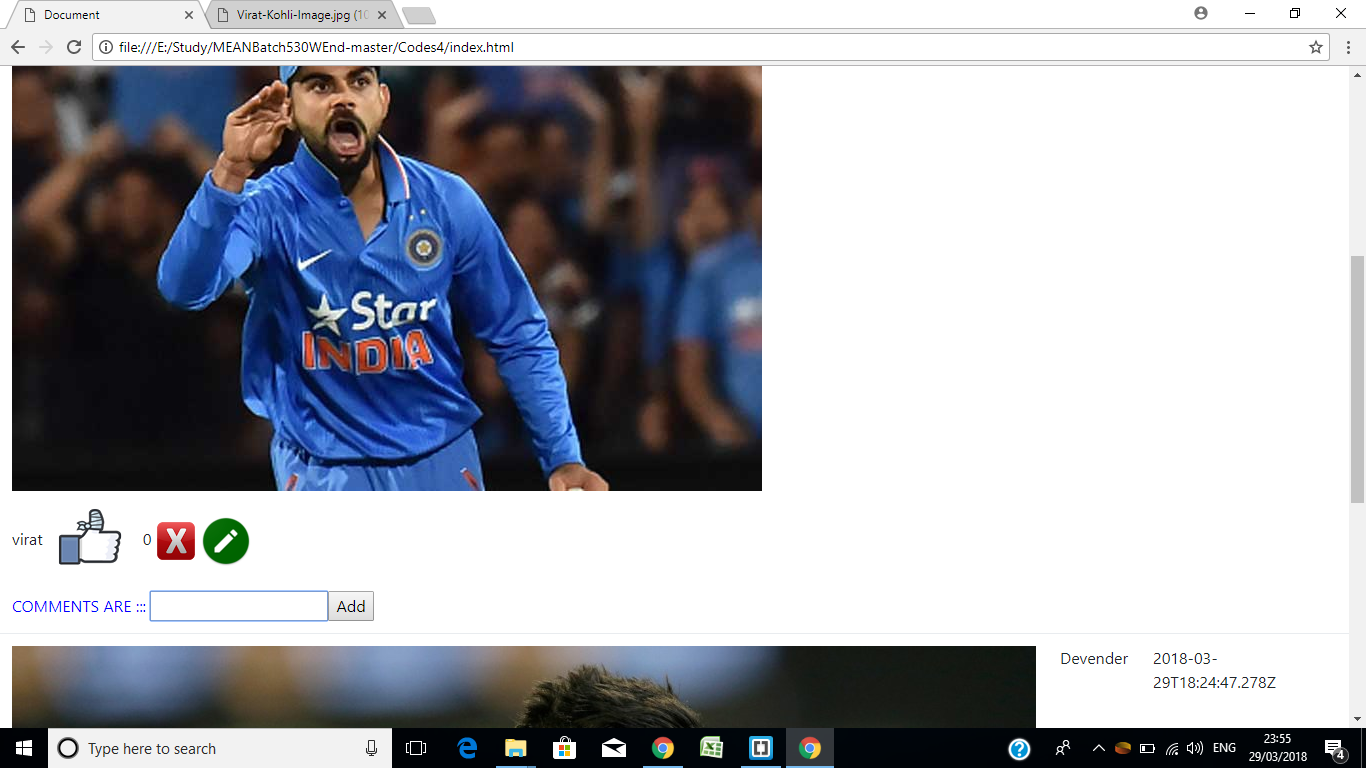 Document
Virat-Kohli-Image.jpg (10
file:///E:/Study/MEANBatch530WEnd-master/Codes4/index.html
Star
INDIA
virat
0
X
COMMENTS ARE :::
Add
Devender
2018-03-
29T18:24:47.278Z
Type here to search
ENG
23:55
29/03/2018
4